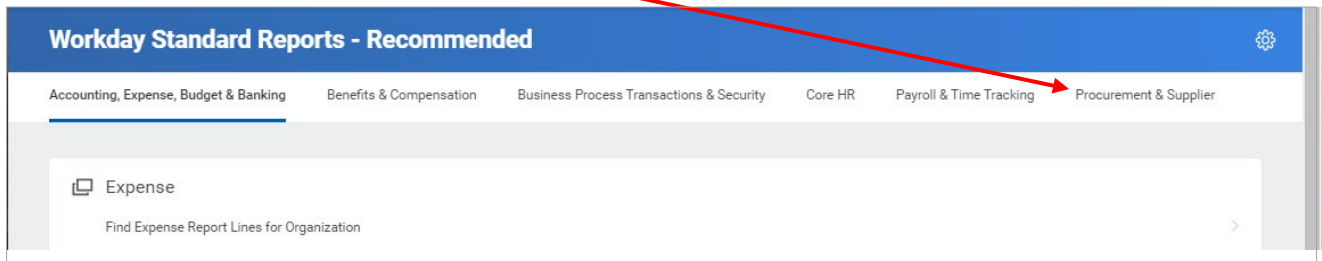 Workday Standard Reports - Recommended
Accounting, Expense, Budget & Banking Benefits & Compensation Business Process Transactions & Security Core HR Payroll & Time Tracking Procurement & Supplier
Expense
Find Expense Report Lines for Organization